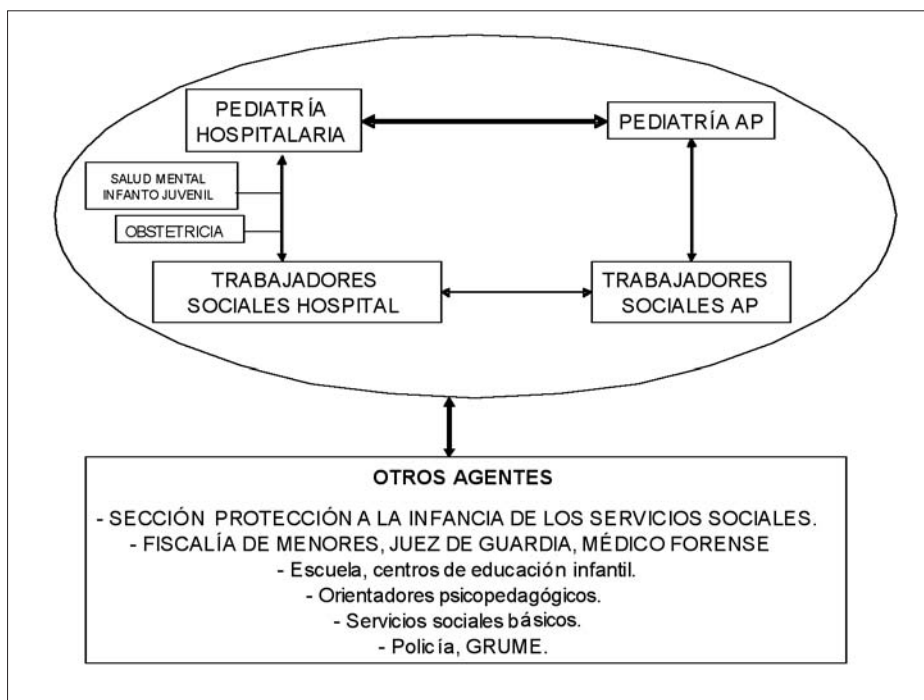 PEDIATRÍA
HOSPITALARIA
PEDIATRÍA AP
SALUD MENTAL
INFANTO JUVENIL
OBSTETRICIA
TRABAJADORES
SOCIALES HOSPITAL
TRABAJADORES
SOCIALES AP
OTROS AGENTES
- SECCIÓN PROTECCIÓN A LA INFANCIA DE LOS SERVICIOS SOCIALES.
- FISCALÍA DE MENORES, JUEZ DE GUARDIA, MÉDICO FORENSE
- Escuela, centros de educación infantil.
- Orientadores psicopedagógicos.
- Servicios sociales básicos.
- Policía, GRUME.